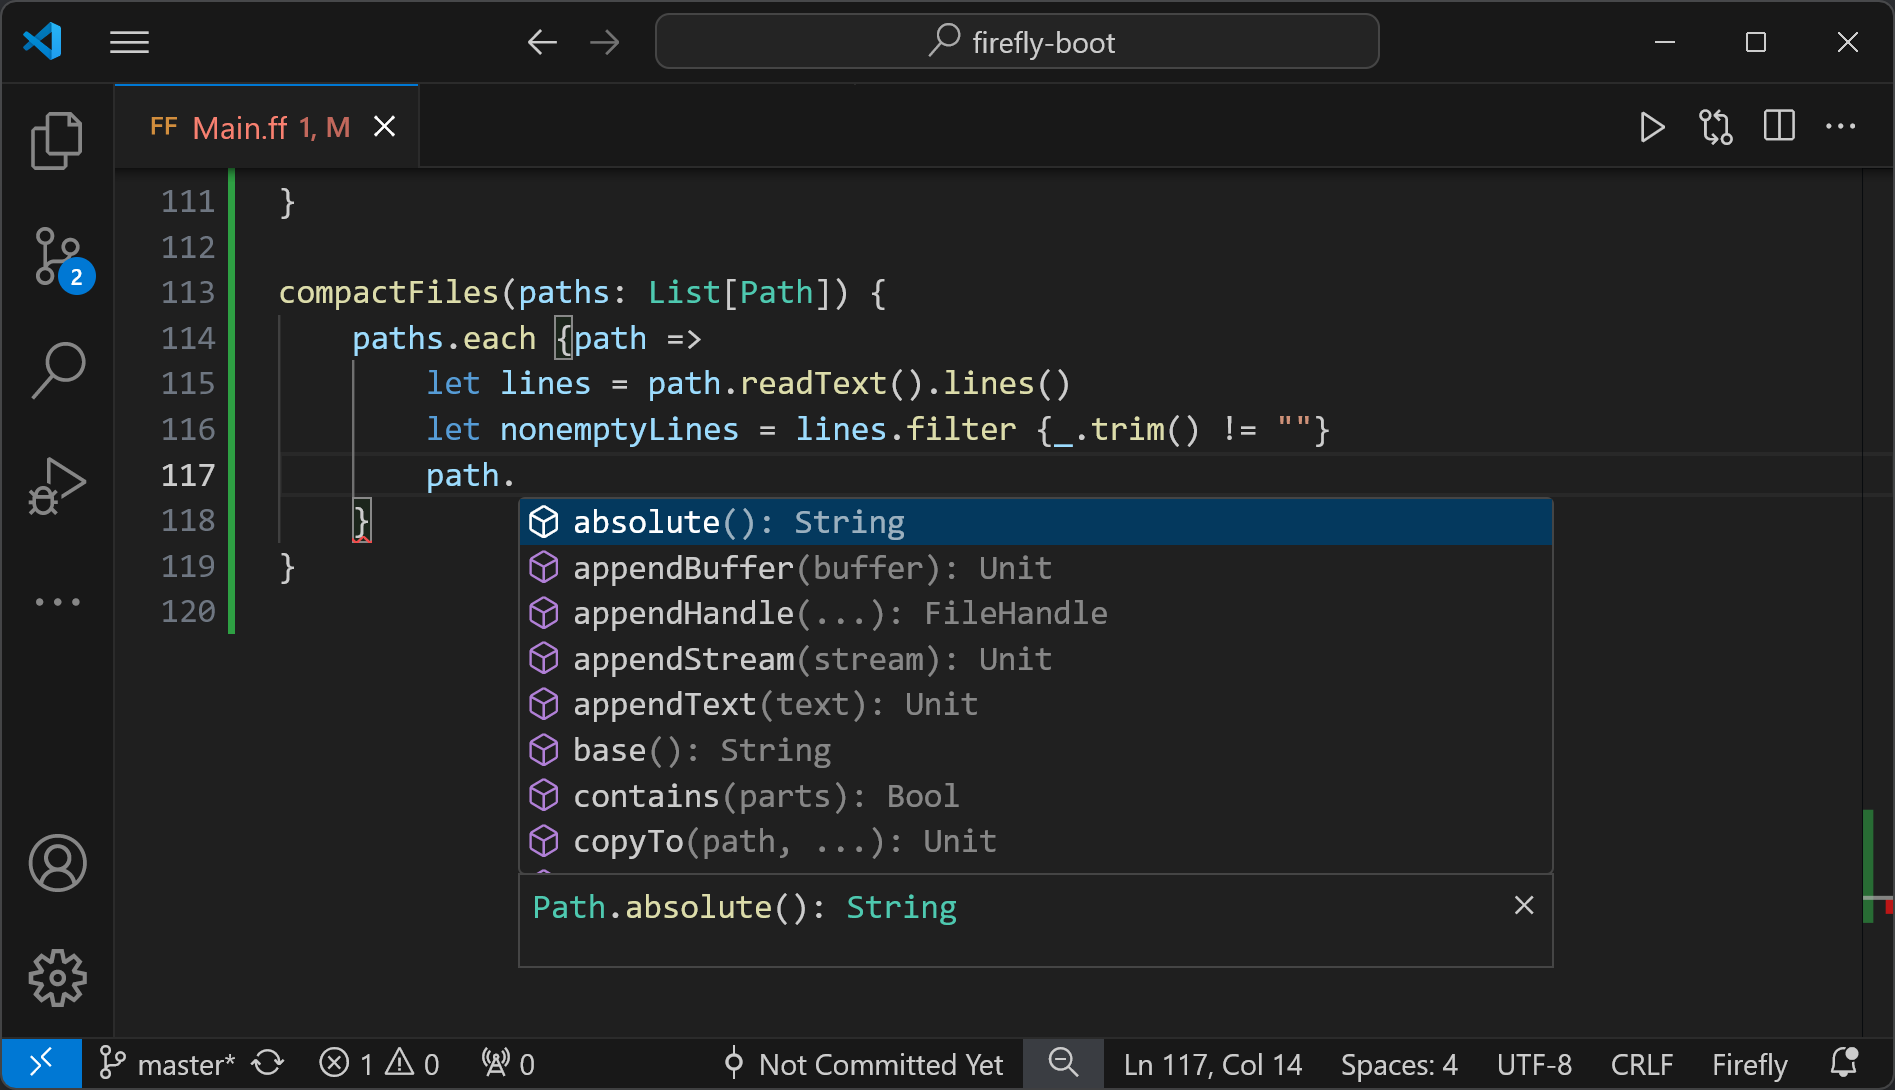 firefly-boot
FF Main.ff 1, M
111 }
112
113 compactFiles(paths: List[Path]) {
114 paths.each {path =>
115 let lines = path.readText().lines()
116 let nonemptyLines = lines.filter {_.trim() != ""}
117 path.
118 }
119 }
120
2
absolute(): String
appendBuffer(buffer): Unit
appendHandle(...): FileHandle
appendStream(stream): Unit
appendText(text): Unit
base(): String
contains(parts): Bool
copyTo(path, ...): Unit
Path.absolute(): String
master* 1 0 0 Not Committed Yet Ln 117, Col 14 Spaces: 4 UTF-8 CRLF Firefly